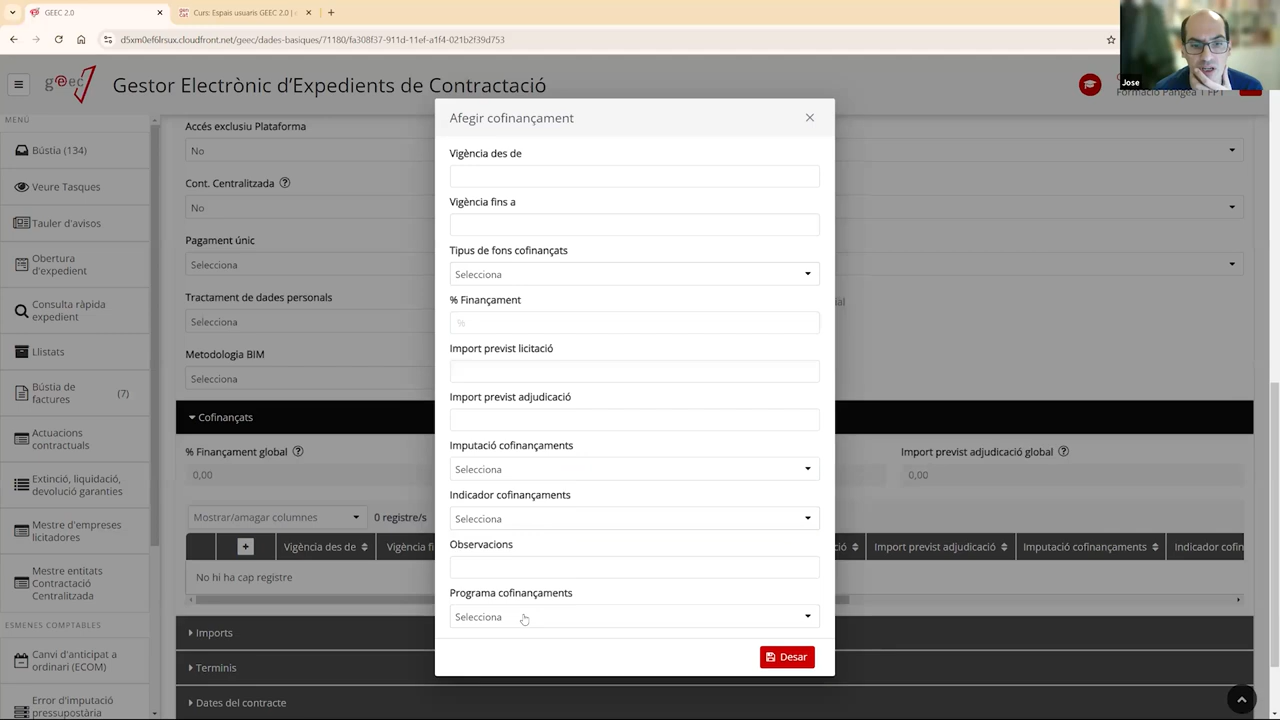 GEEC 2.0
Curs: Espais usuaris GEEC 2.0 |
d5xm0ef6lrsux.cloudfront.net/geec/dades-basiques/71180/fa308f37-911d-11ef-a1f4-021b2f39d753
Jose
geec
Gestor Electrònic d'Expedients de Contractació
Formació Pangea i FPT
MENÚ
Bústia (134)
Veure Tasques
Tauler d'avisos
Obertura
d'expedient
Consulta ràpida
expedient
Llistats
Bústia de
factures
(7)
Actuacions
contractuals
Extinció, liquidació,
devolució garanties
Mestre d'empreses
licitadores
Mestre entitats
Contractació
Centralitzada
ESMENES COMPTABLES
Canvi d'anticipat a
ordinari (ECOM)
Error d'imputació
pressupostària
Accés exclusiu Plataforma
No
Cont. Centralitzada
No
Pagament únic
Selecciona
Tractament de dades personals
Selecciona
Metodologia BIM
Selecciona
Cofinançats
% Finançament global
0,00
Import previst adjudicació global
0,00
Mostrar/amagar columnes
0 registre/s
+
Vigència des de
Import previst adjudicació
Imputació cofinançaments
No hi ha cap registre
Imports
Terminis
Dates del contracte
Afegir cofinançament
Vigència des de
Vigència fins a
Tipus de fons cofinançats
Selecciona
% Finançament
%
Import previst licitació
Import previst adjudicació
Imputació cofinançaments
Selecciona
Indicador cofinançaments
Selecciona
Observacions
Programa cofinançaments
Selecciona
Desar